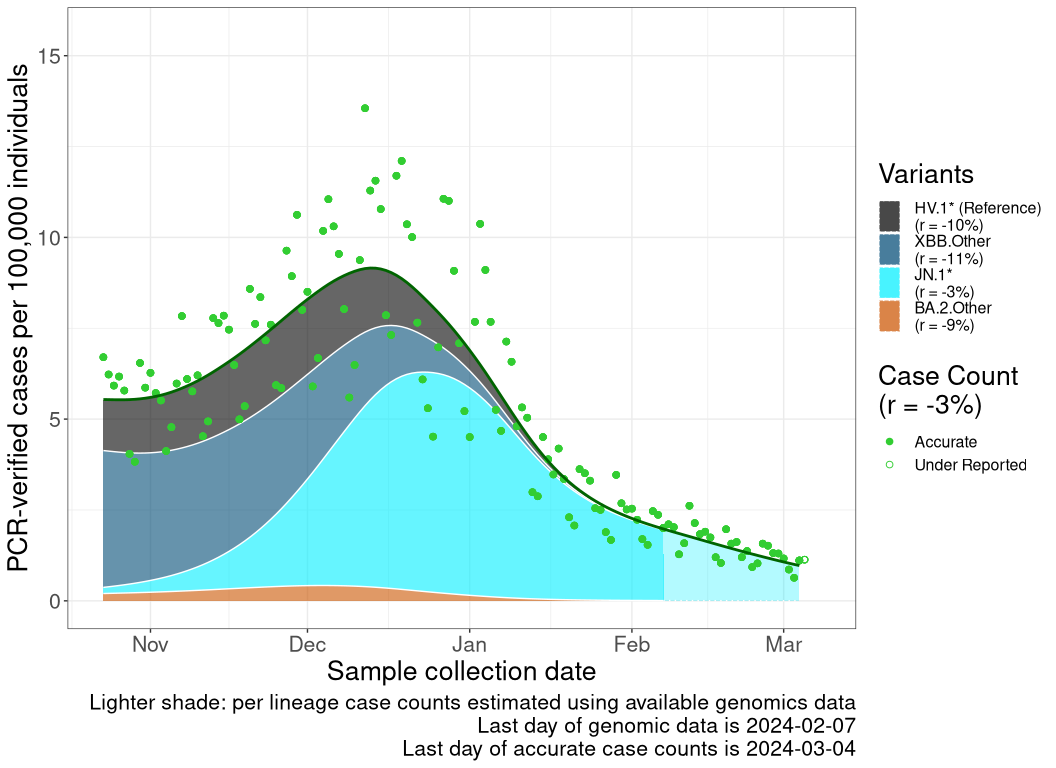 PCR-verified cases per 100,000 individuals
15
10
5
0
Nov
Dec
Jan
Feb
Mar
Sample collection date
Lighter shade: per lineage case counts estimated using available genomics data
Last day of genomic data is 2024-02-07
Last day of accurate case counts is 2024-03-04
Variants
HV.1* (Reference)
(r = -10%)
XBB.Other
(r = -11%)
JN.1*
(r = -3%)
BA.2.Other
(r = -9%)
Case Count
(r = -3%)
Accurate
Under Reported